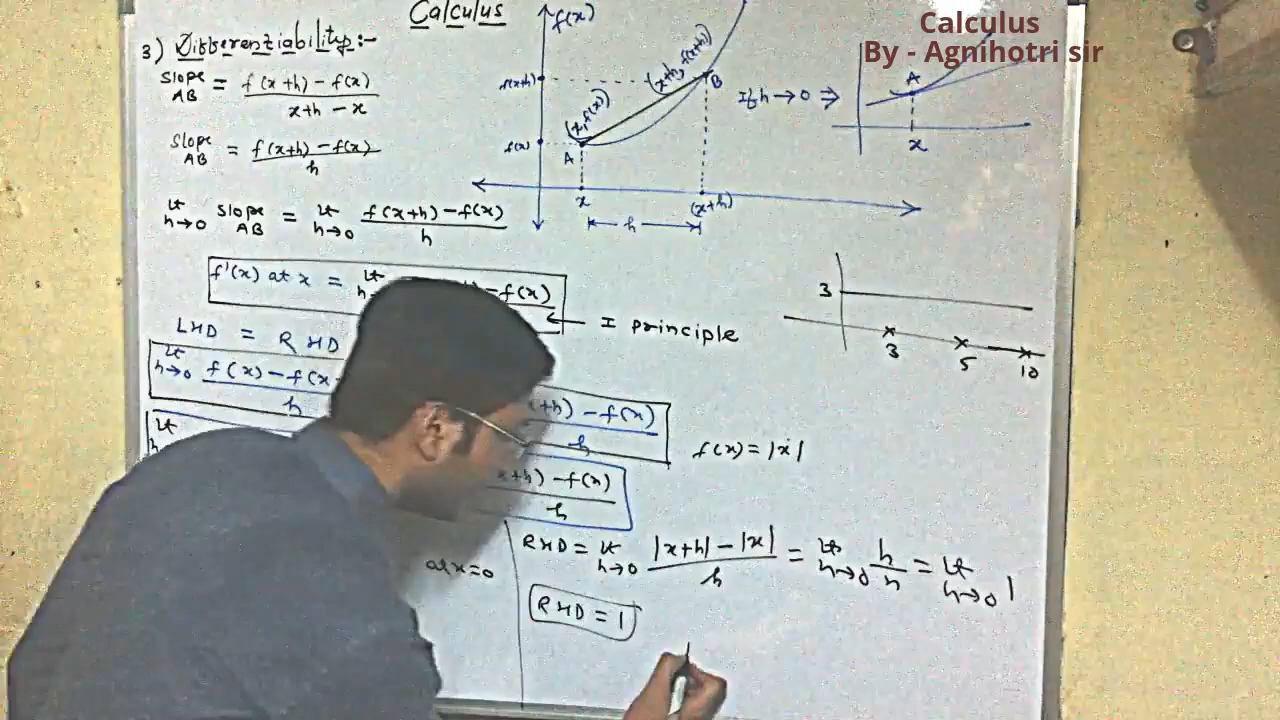 Calculus
Calculus
By - Agnihotri sir
3) Differentiability:-
Slope AB = f(x+h) - f(x) / x+h - x
Slope AB = f(x+h) - f(x) / h
lt h→0 Slope AB = lt h→0 f(x+h) - f(x) / h
f'(x) at x = lt - f(x)
← I principle
LHD = RHD
lt h→0 f(x) - f(x- / h
+h) - f(x) / h
lt
x+h) - f(x) / h
f(x) = |x|
at x=0
RHD = lt h→0 |x+h| - |x| / h = lt h→0 h/h = lt h→0 1
RHD = 1
f(x)
f(x+h)
f(x)
(x, f(x))
A
(x+h, f(x+h))
B
x
(x+h)
h
If h→0 ⇒
A
x
3
3
5
10